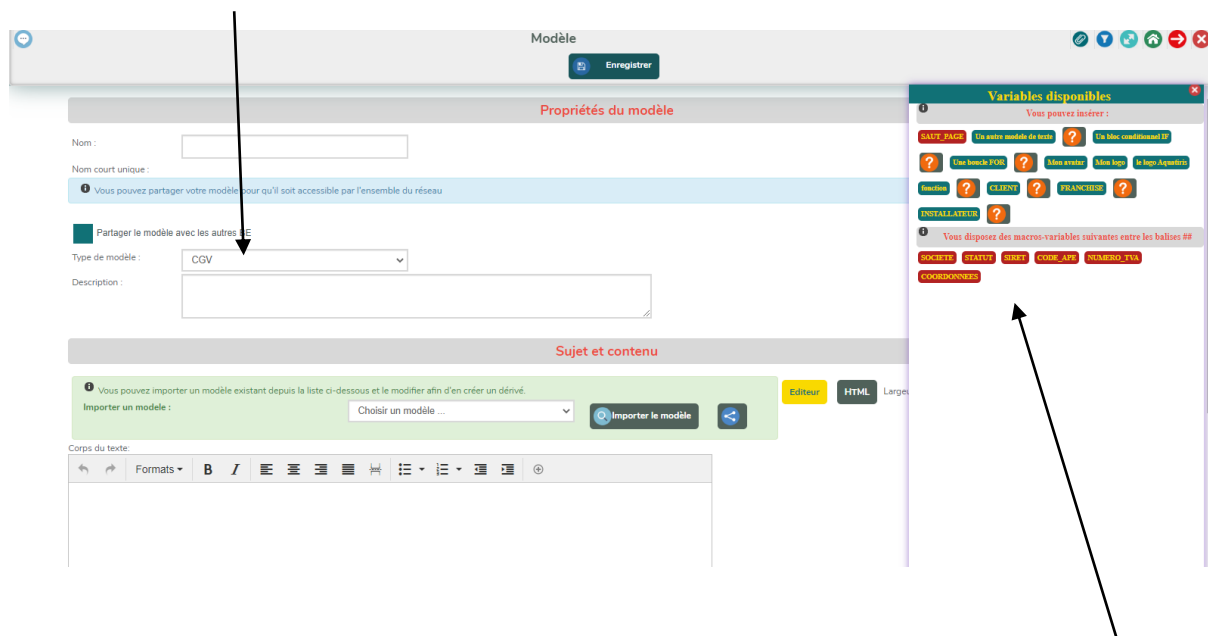 Modèle
Enregistrer
Propriétés du modèle
Nom :
Nom court unique :
Vous pouvez partager votre modèle pour qu'il soit accessible par l'ensemble du réseau
Partager le modèle avec les autres BE
Type de modèle :
CGV
Description :
Sujet et contenu
Vous pouvez importer un modèle existant depuis la liste ci-dessous et le modifier afin d'en créer un dérivé.
Importer un modele :
Choisir un modèle ...
Importer le modèle
Editeur
HTML
Corps du texte:
Formats
B I
Variables disponibles
Vous pouvez insérer :
SAUT_PAGE Un autre modele de texte ? Un bloc conditionnel IF
? Une boucle FOR ? Mon avatar Mon logo le logo Aquatiris
fonction ? CLIENT ? FRANCHISE ?
INSTALLATEUR ?
Vous disposez des macros-variables suivantes entre les balises ##
SOCIETE STATUT SIRET CODE_APE NUMERO_TVA
COORDONNEES